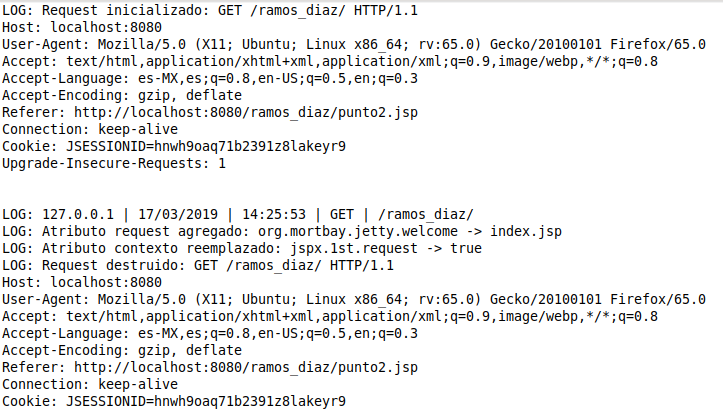 LOG: Request inicializado: GET /ramos_diaz/ HTTP/1.1
Host: localhost:8080
User-Agent: Mozilla/5.0 (X11; Ubuntu; Linux x86_64; rv:65.0) Gecko/20100101 Firefox/65.0
Accept: text/html,application/xhtml+xml,application/xml;q=0.9,image/webp,*/*;q=0.8
Accept-Language: es-MX,es;q=0.8,en-US;q=0.5,en;q=0.3
Accept-Encoding: gzip, deflate
Referer: http://localhost:8080/ramos_diaz/punto2.jsp
Connection: keep-alive
Cookie: JSESSIONID=hnwh9oaq71b2391z8lakeyr9
Upgrade-Insecure-Requests: 1
LOG: 127.0.0.1 | 17/03/2019 | 14:25:53 | GET | /ramos_diaz/
LOG: Atributo request agregado: org.mortbay.jetty.welcome -> index.jsp
LOG: Atributo contexto reemplazado: jspx.1st.request -> true
LOG: Request destruido: GET /ramos_diaz/ HTTP/1.1
Host: localhost:8080
User-Agent: Mozilla/5.0 (X11; Ubuntu; Linux x86_64; rv:65.0) Gecko/20100101 Firefox/65.0
Accept: text/html,application/xhtml+xml,application/xml;q=0.9,image/webp,*/*;q=0.8
Accept-Language: es-MX,es;q=0.8,en-US;q=0.5,en;q=0.3
Accept-Encoding: gzip, deflate
Referer: http://localhost:8080/ramos_diaz/punto2.jsp
Connection: keep-alive
Cookie: JSESSIONID=hnwh9oaq71b2391z8lakeyr9